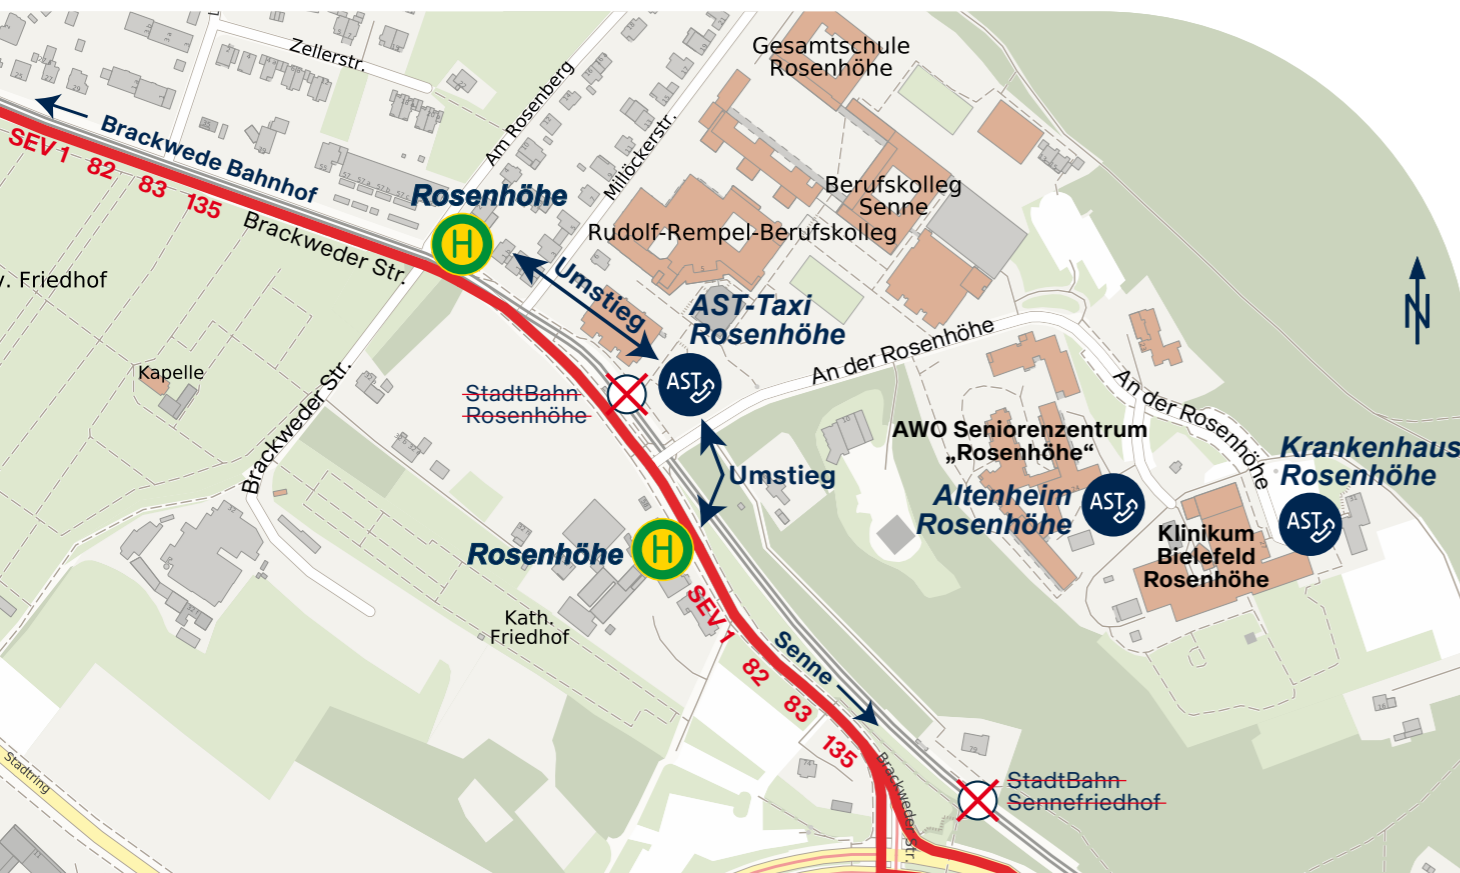 Gesamtschule
Rosenhöhe
Zellerstr.
Am Rosenberg
Millöckerstr.
Brackwede Bahnhof
SEV 1
82
83
135
Brackweder Str.
Rosenhöhe
H
Berufskolleg
Senne
Rudolf-Rempel-Berufskolleg
v. Friedhof
Umstieg
AST-Taxi
Rosenhöhe
AST
N
An der Rosenhöhe
Kapelle
StadtBahn
Rosenhöhe
Brackweder Str.
An der Rosenhöhe
AWO Seniorenzentrum
„Rosenhöhe“
Krankenhaus
Rosenhöhe
Umstieg
Altenheim
Rosenhöhe
AST
AST
Klinikum
Bielefeld
Rosenhöhe
Rosenhöhe
H
Kath.
Friedhof
SEV 1
82
83
135
Senne
Stadtring
Brackweder Str.
StadtBahn
Sennefriedhof